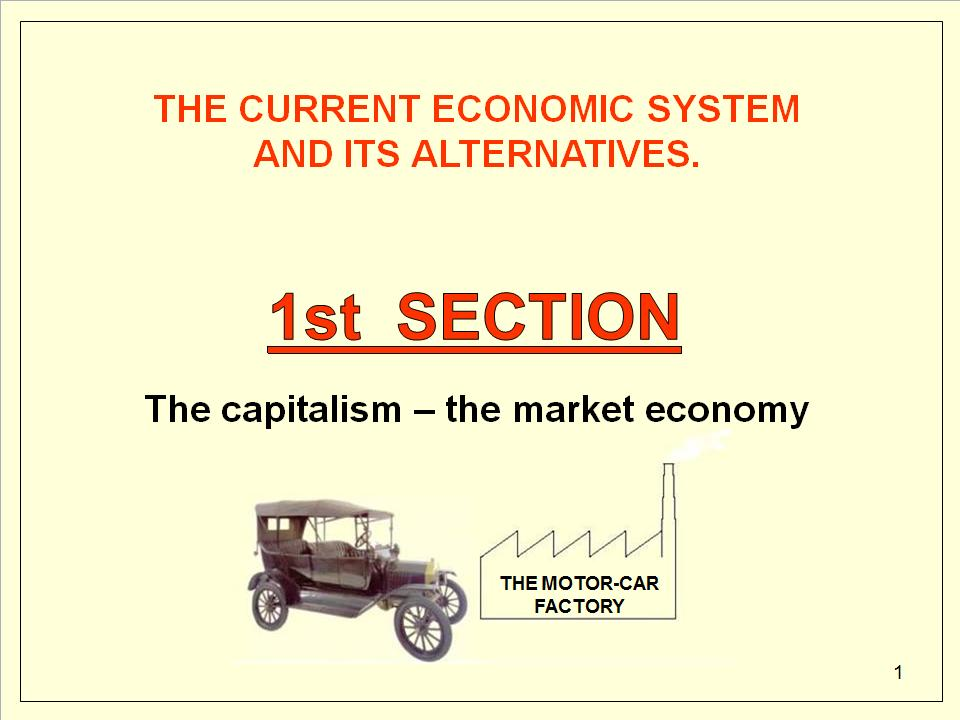 THE CURRENT ECONOMIC SYSTEM
AND ITS ALTERNATIVES.
1st SECTION
The capitalism – the market economy
THE MOTOR-CAR
FACTORY
1